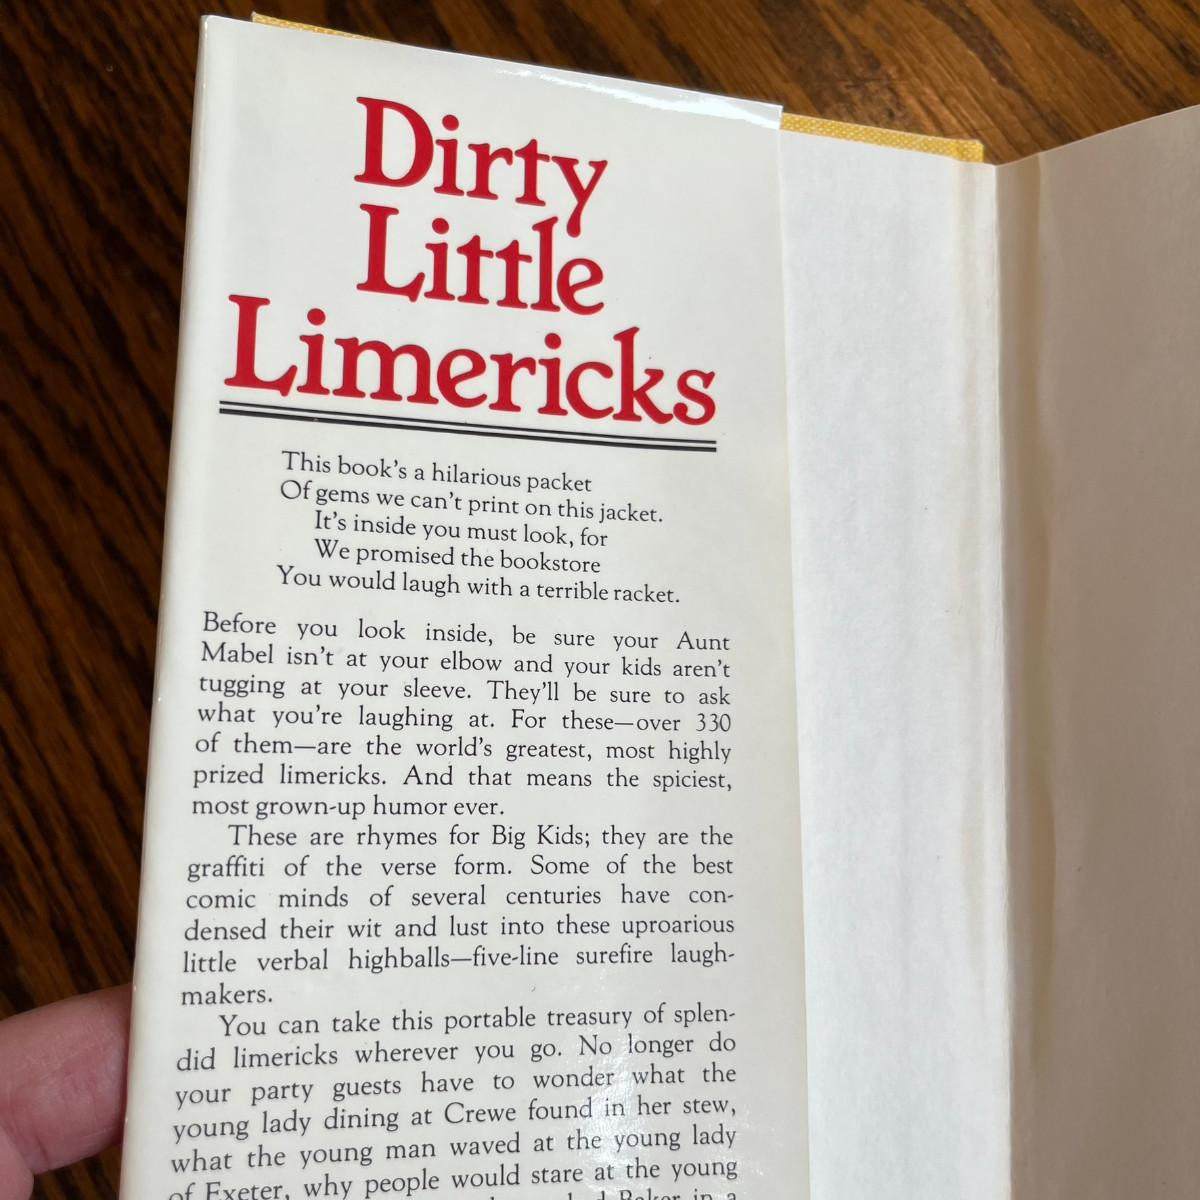 Dirty
Little
Limericks
This book's a hilarious packet
Of gems we can't print on this jacket.
It's inside you must look, for
We promised the bookstore
You would laugh with a terrible racket.
Before you look inside, be sure your Aunt
Mabel isn't at your elbow and your kids aren't
tugging at your sleeve. They'll be sure to ask
what you're laughing at. For these—over 330
of them—are the world's greatest, most highly
prized limericks. And that means the spiciest,
most grown-up humor ever.
These are rhymes for Big Kids; they are the
graffiti of the verse form. Some of the best
comic minds of several centuries have con-
densed their wit and lust into these uproarious
little verbal highballs—five-line surefire laugh-
makers.
You can take this portable treasury of splen-
did limericks wherever you go. No longer do
your party guests have to wonder what the
young lady dining at Crewe found in her stew,
what the young man waved at the young lady
of Exeter, why people would stare at the young
Baker in a